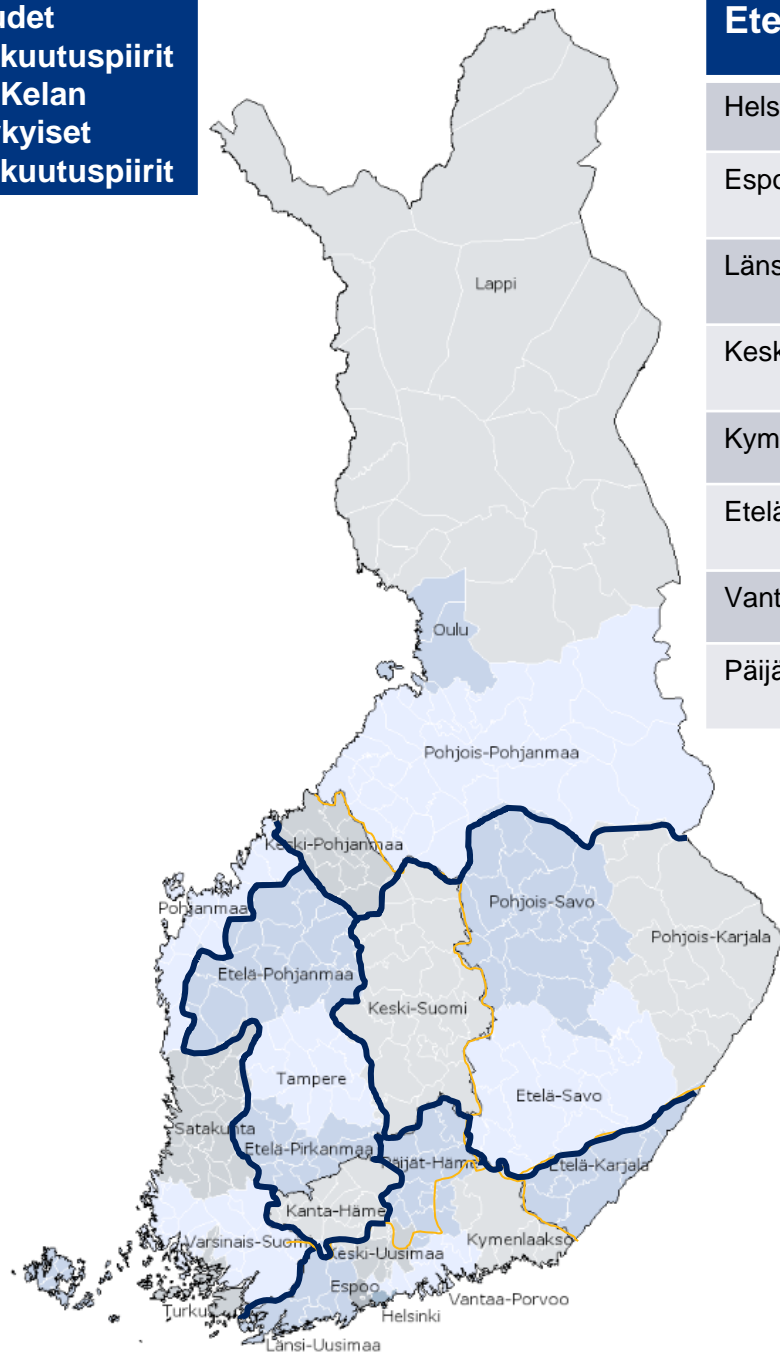 udet
kuutuspiirit
Kelan
kyiset
kuutuspiirit
Ete
Hels
Espo
Läns
Kesk
Kym
Etelä
Vant
Päijä
Lappi
Oulu
Pohjois-Pohjanmaa
Keski-Pohjanmaa
Pohjanmaa
Pohjois-Savo
Pohjois-Karjala
Etelä-Pohjanmaa
Keski-Suomi
Tampere
Etelä-Savo
Satakunta
Etelä-Pirkanmaa
Päijät-Häme
Etelä-Karjala
Kanta-Häme
Varsinais-Suomi
Keski-Uusimaa
Kymenlaakso
Espoo
Vantaa-Porvoo
Turku
Helsinki
Länsi-Uusimaa